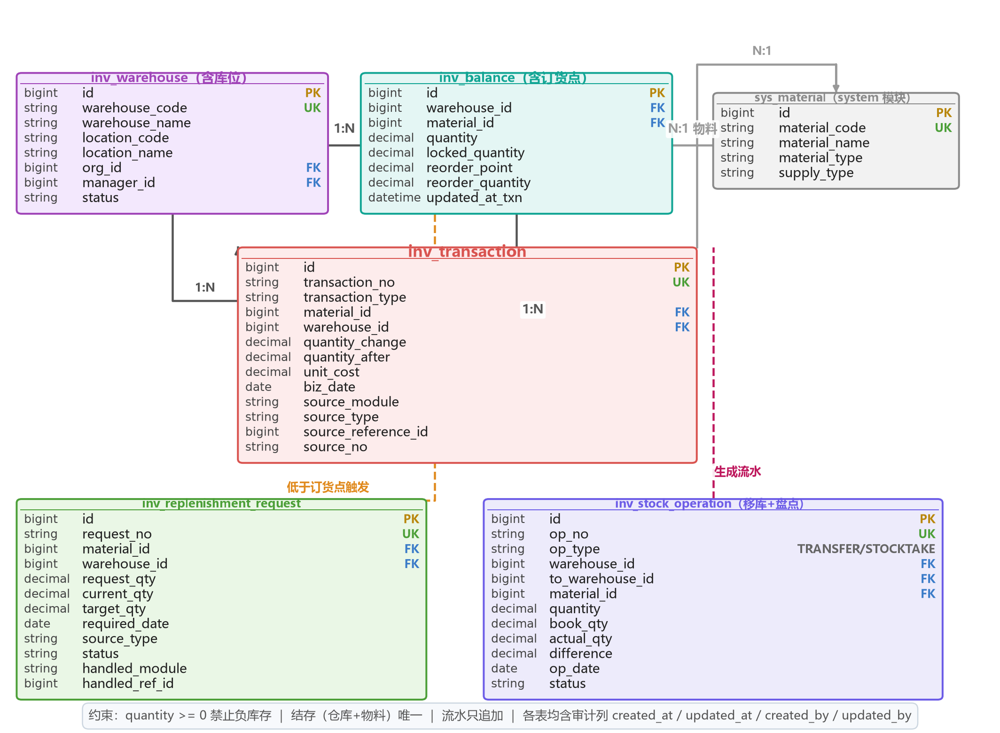 N:1
inv_warehouse（含库位）
bigint id PK
string warehouse_code UK
string warehouse_name
string location_code
string location_name
bigint org_id FK
bigint manager_id FK
string status
1:N
inv_balance（含订货点）
bigint id PK
bigint warehouse_id FK
bigint material_id FK
decimal quantity
decimal locked_quantity
decimal reorder_point
decimal reorder_quantity
datetime updated_at_txn
N:1 物料
sys_material（system 模块）
bigint id PK
string material_code UK
string material_name
string material_type
string supply_type
1:N
inv_transaction
bigint id PK
string transaction_no UK
string transaction_type
bigint material_id FK
bigint warehouse_id FK
decimal quantity_change
decimal quantity_after
decimal unit_cost
date biz_date
string source_module
string source_type
bigint source_reference_id
string source_no
1:N
低于订货点触发
生成流水
inv_replenishment_request
bigint id PK
string request_no UK
bigint material_id FK
bigint warehouse_id FK
decimal request_qty
decimal current_qty
decimal target_qty
date required_date
string source_type
string status
string handled_module
bigint handled_ref_id
inv_stock_operation（移库+盘点）
bigint id PK
string op_no UK
string op_type TRANSFER/STOCKTAKE
bigint warehouse_id FK
bigint to_warehouse_id FK
bigint material_id FK
decimal quantity
decimal book_qty
decimal actual_qty
decimal difference
date op_date
string status
约束：quantity >= 0 禁止负库存 | 结存（仓库+物料）唯一 | 流水只追加 | 各表均含审计列 created_at / updated_at / created_by / updated_by